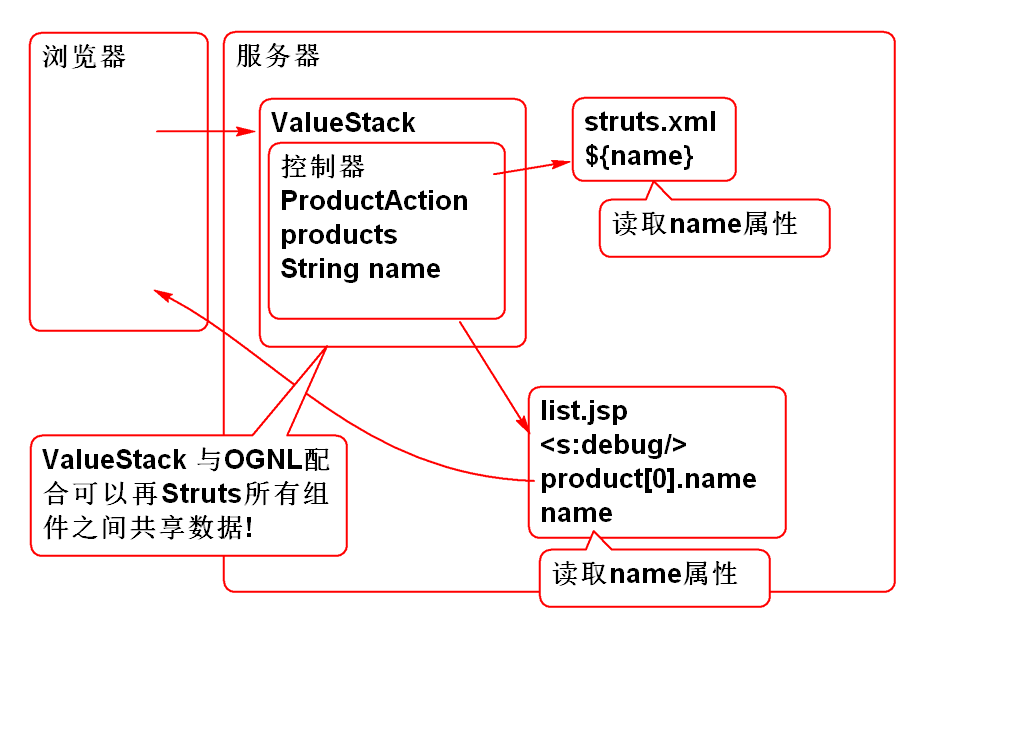 浏览器
服务器
ValueStack
控制器
ProductAction
products
String name
struts.xml
${name}
读取name属性
ValueStack 与OGNL配
合可以再Struts所有组
件之间共享数据!
list.jsp
<s:debug/>
product[0].name
name
读取name属性